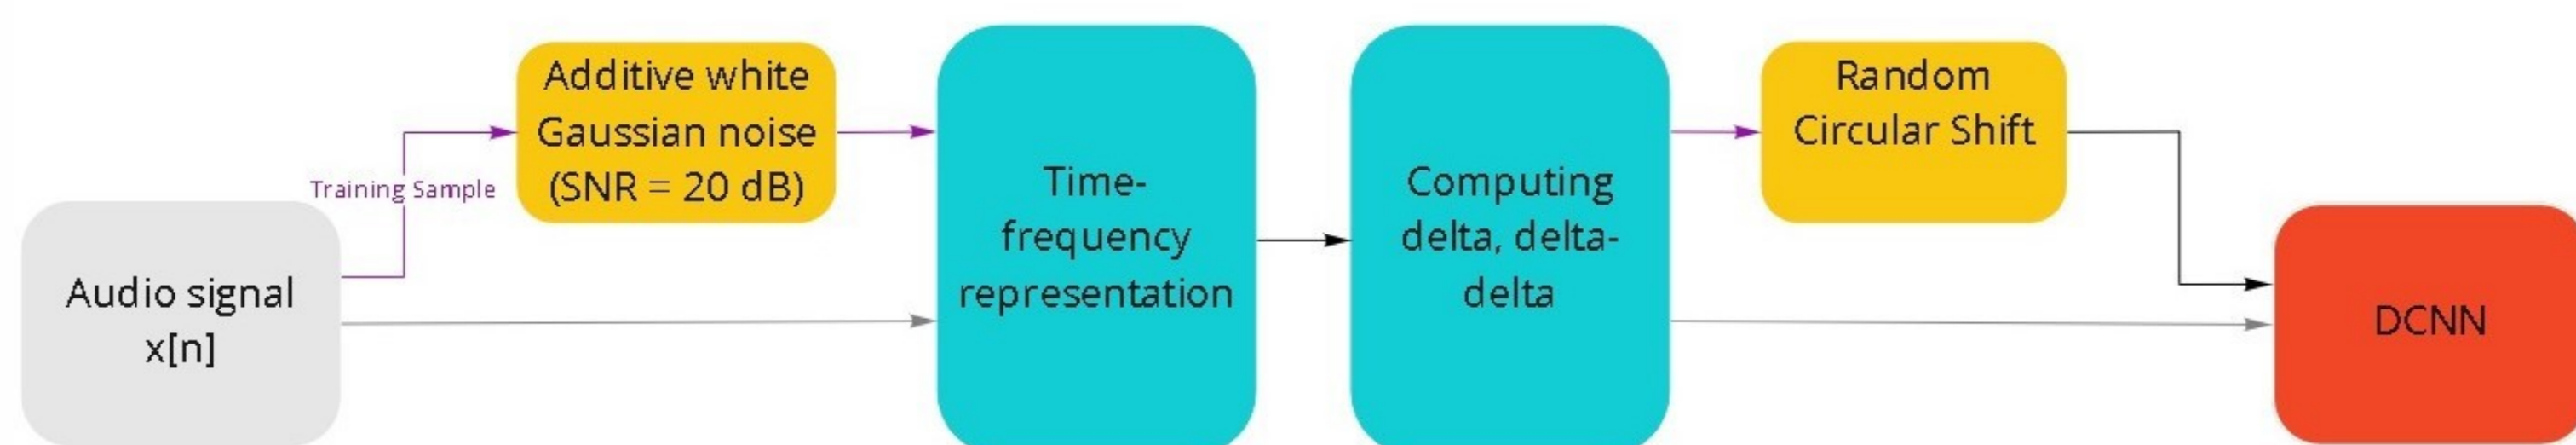 Audio signal
x[n]
Training Sample
Additive white
Gaussian noise
(SNR = 20 dB)
Time-
frequency
representation
Computing
delta, delta-
delta
Random
Circular Shift
DCNN